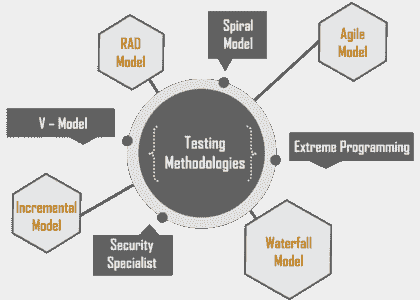 Spiral
Model
RAD
Model
Agile
Model
V – Model
Testing
Methodologies
Extreme Programming
Incremental
Model
Security
Specialist
Waterfall
Model